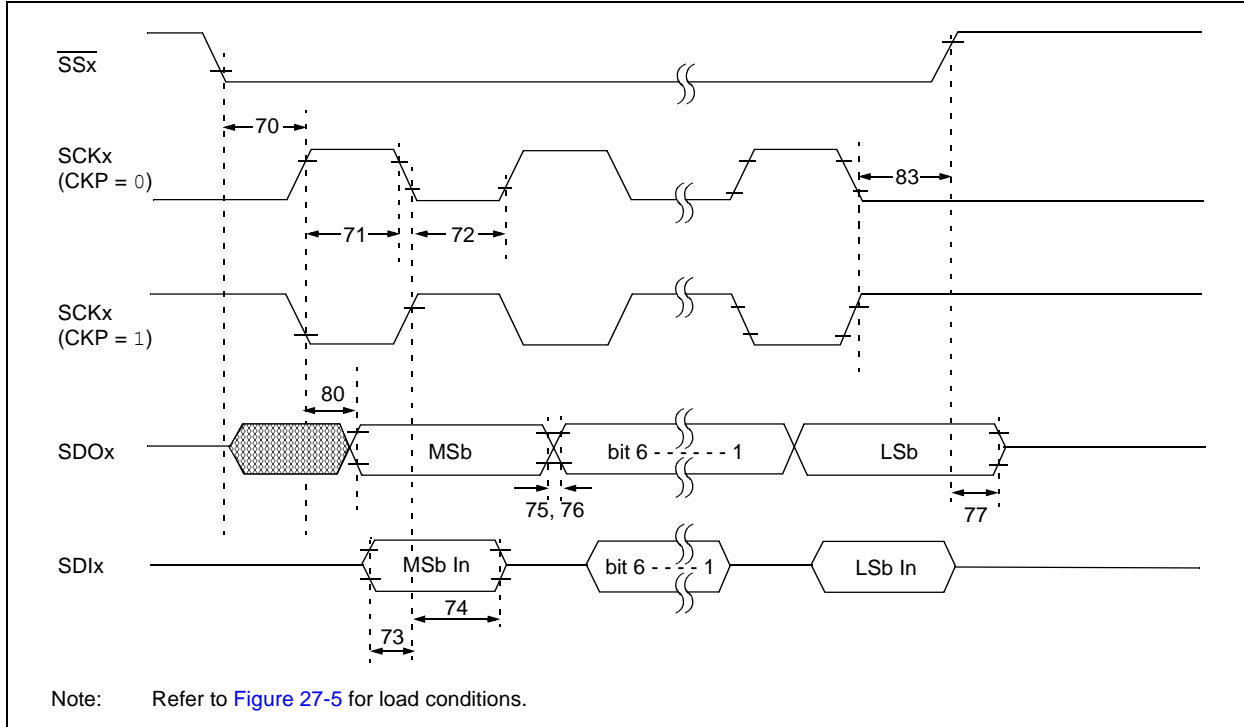 SSx
70
SCKx
(CKP = 0)
83
71
72
SCKx
(CKP = 1)
80
SDOx
MSb
bit 6 - - - - - - 1
LSb
75, 76
77
SDIx
MSb In
bit 6 - - - - 1
LSb In
74
73
Note: Refer to Figure 27-5 for load conditions.